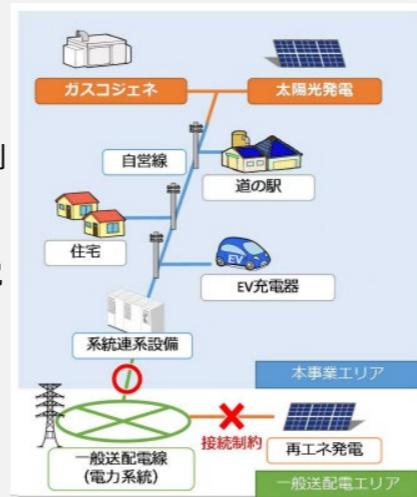 ガスコジェネ
太陽光発電
自営線
道の駅
住宅
EV
EV充電器
系統連系設備
本事業エリア
接続制約
一般送配電線
(電力系統)
再エネ発電
一般送配電エリア